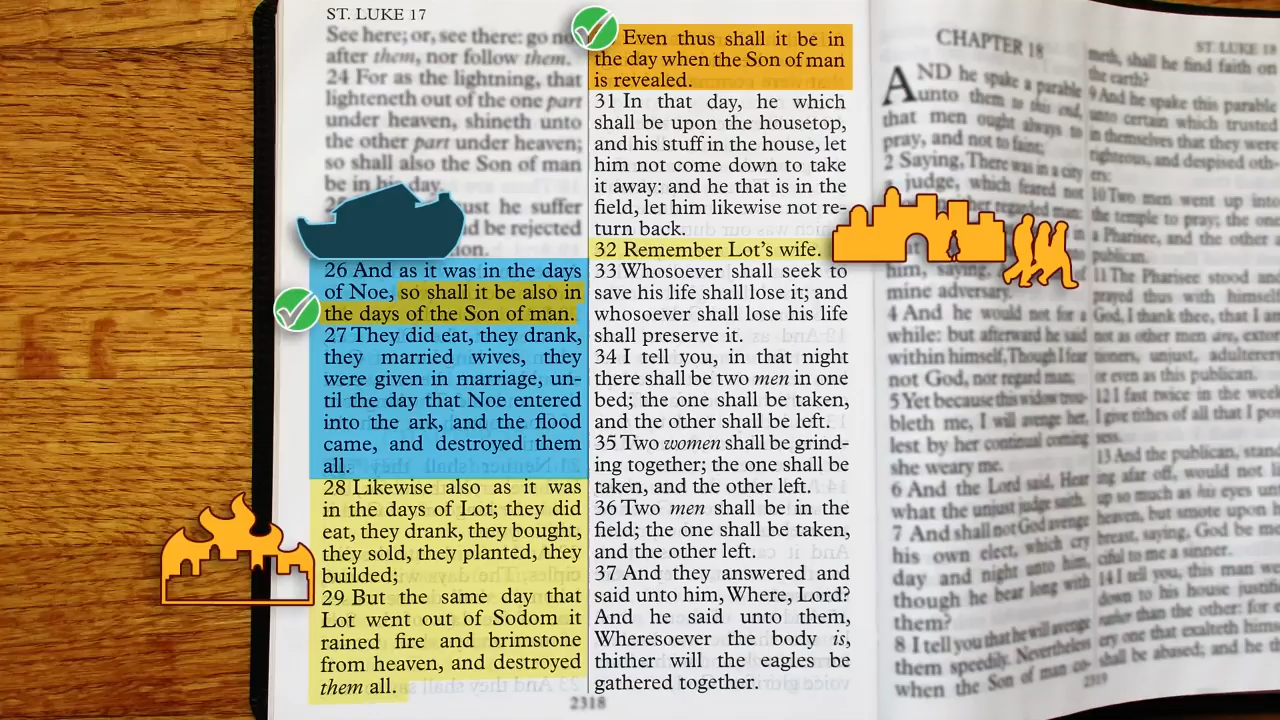 ST. LUKE 17
See here; or, see there: go not
after them, nor follow them.
24 For as the lightning, that
lighteneth out of the one part
under heaven, shineth unto
the other part under heaven;
so shall also the Son of man
be in his day.
must he suffer
be rejected
26 And as it was in the days
of Noe, so shall it be also in
the days of the Son of man.
27 They did eat, they drank,
they married wives, they
were given in marriage, un-
til the day that Noe entered
into the ark, and the flood
came, and destroyed them
all.
28 Likewise also as it was
in the days of Lot; they did
eat, they drank, they bought,
they sold, they planted, they
builded;
29 But the same day that
Lot went out of Sodom it
rained fire and brimstone
from heaven, and destroyed
them all.
Even thus shall it be in
the day when the Son of man
is revealed.
31 In that day, he which
shall be upon the housetop,
and his stuff in the house, let
him not come down to take
it away: and he that is in the
field, let him likewise not re-
turn back.
32 Remember Lot's wife.
33 Whosoever shall seek to
save his life shall lose it; and
whosoever shall lose his life
shall preserve it.
34 I tell you, in that night
there shall be two men in one
bed; the one shall be taken,
and the other shall be left.
35 Two women shall be grind-
ing together; the one shall be
taken, and the other left.
36 Two men shall be in the
field; the one shall be taken,
and the other left.
37 And they answered and
said unto him, Where, Lord?
And he said unto them,
Wheresoever the body is,
thither will the eagles be
gathered together.
2318
CHAPTER 18
AND he spake a parable
unto them to this end,
that men ought always to
pray, and not to faint;
2 Saying, There was in a city
judge, which feared not
regarded man:
him, saying,
mine adversary.
4 And he would not for a
while: but afterward he said
within himself, Though I fear
not God, nor regard man;
5 Yet because this widow trou-
bleth me, I will avenge her,
lest by her continual coming
she weary me.
6 And the Lord said, Hear
what the unjust judge saith.
7 And shall not God avenge
his own elect, which cry
day and night unto him,
though he bear long with
them?
8 I tell you that he will avenge
them speedily. Nevertheless
when the Son of man co-
ST. LUKE 18
meth, shall he find faith on
the earth?
9 And he spake this parable
unto certain which trusted
in themselves that they were
righteous, and despised oth-
ers:
10 Two men went up into
the temple to pray; the one
a Pharisee, and the other a
publican.
11 The Pharisee stood and
prayed thus with himself,
God, I thank thee, that I am
not as other men are, extor-
tioners, unjust, adulterers,
or even as this publican.
12 I fast twice in the week,
I give tithes of all that I pos-
sess.
13 And the publican, stand-
ing afar off, would not lift
up so much as his eyes unto
heaven, but smote upon his
breast, saying, God be mer-
ciful to me a sinner.
14 I tell you, this man went
down to his house justified
rather than the other: for ev-
ery one that exalteth himself
shall be abased; and he that
2319